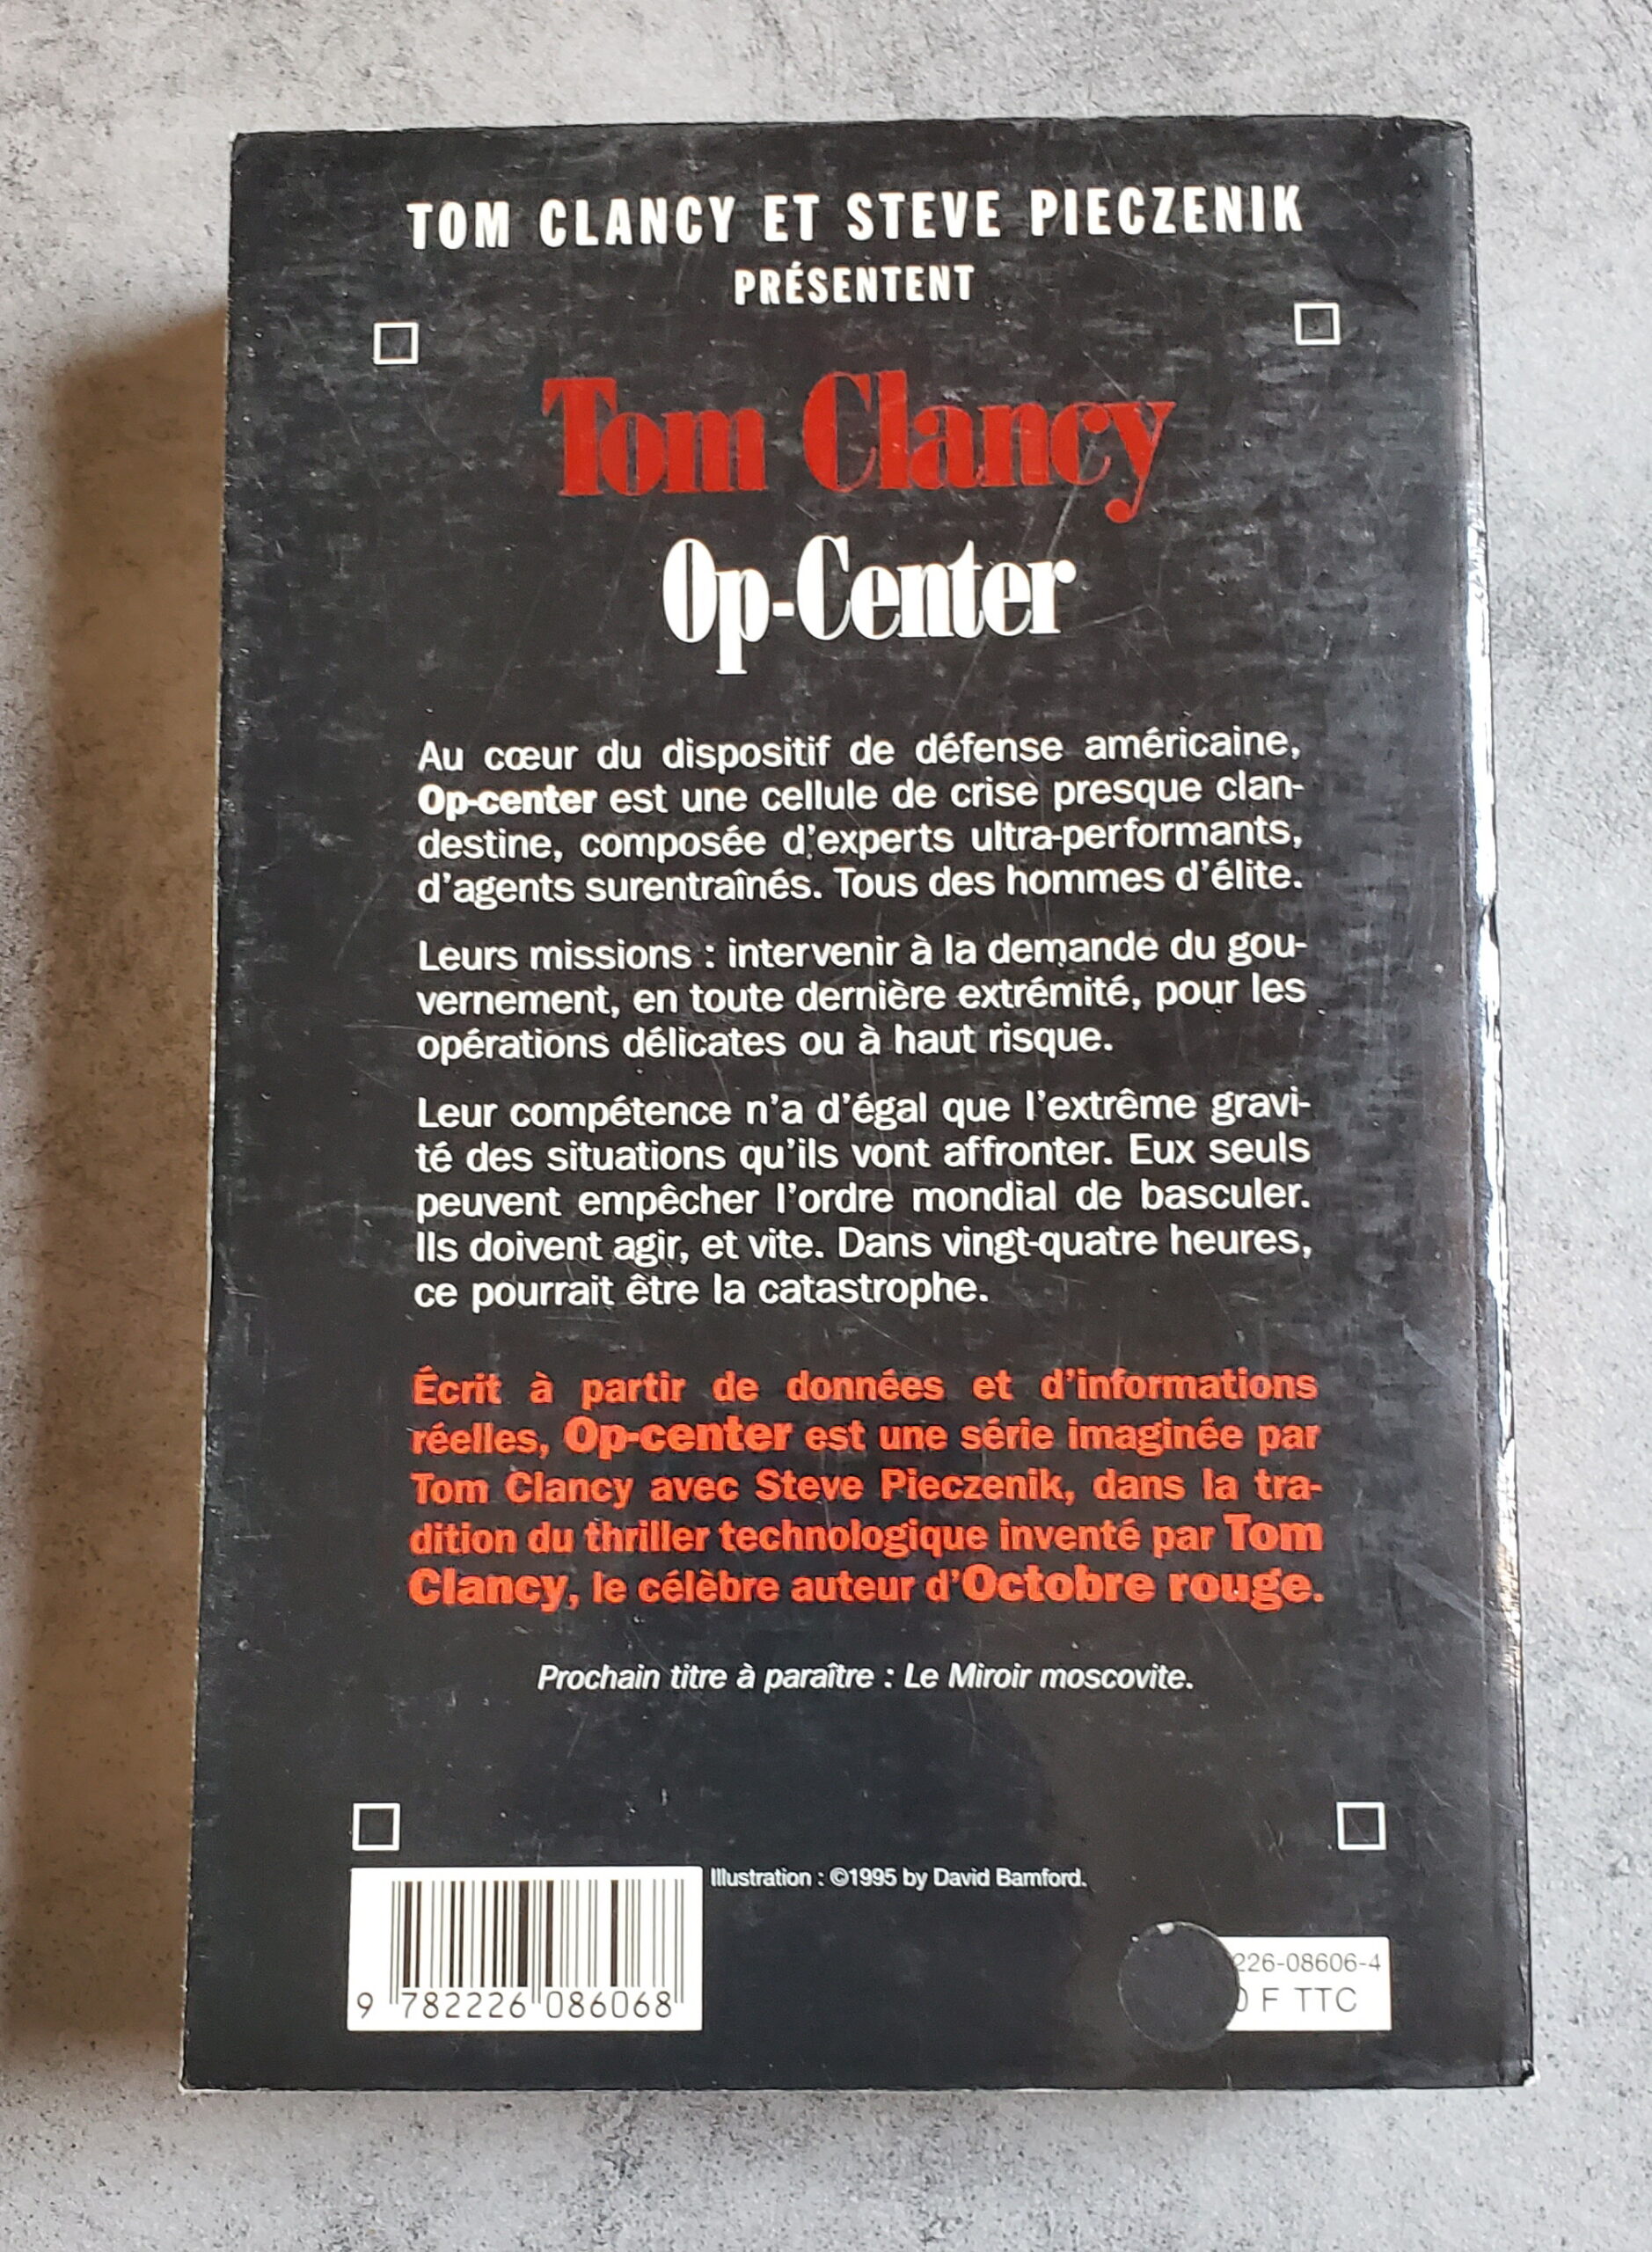 TOM CLANCY ET STEVE PIECZENIK
PRÉSENTENT
Tom Clancy
Op-Center
Au cœur du dispositif de défense américaine,
Op-center est une cellule de crise presque clan-
destine, composée d'experts ultra-performants,
d'agents surentraînés. Tous des hommes d'élite.
Leurs missions : intervenir à la demande du gou-
vernement, en toute dernière extrémité, pour les
opérations délicates ou à haut risque.
Leur compétence n'a d'égal que l'extrême gravi-
té des situations qu'ils vont affronter. Eux seuls
peuvent empêcher l'ordre mondial de basculer.
Ils doivent agir, et vite. Dans vingt-quatre heures,
ce pourrait être la catastrophe.
Écrit à partir de données et d'informations
réelles, Op-center est une série imaginée par
Tom Clancy avec Steve Pieczenik, dans la tra-
dition du thriller technologique inventé par Tom
Clancy, le célèbre auteur d'Octobre rouge.
Prochain titre à paraître : Le Miroir moscovite.
Illustration : ©1995 by David Bamford.
9 782226 086068
226-08606-4
F TTC